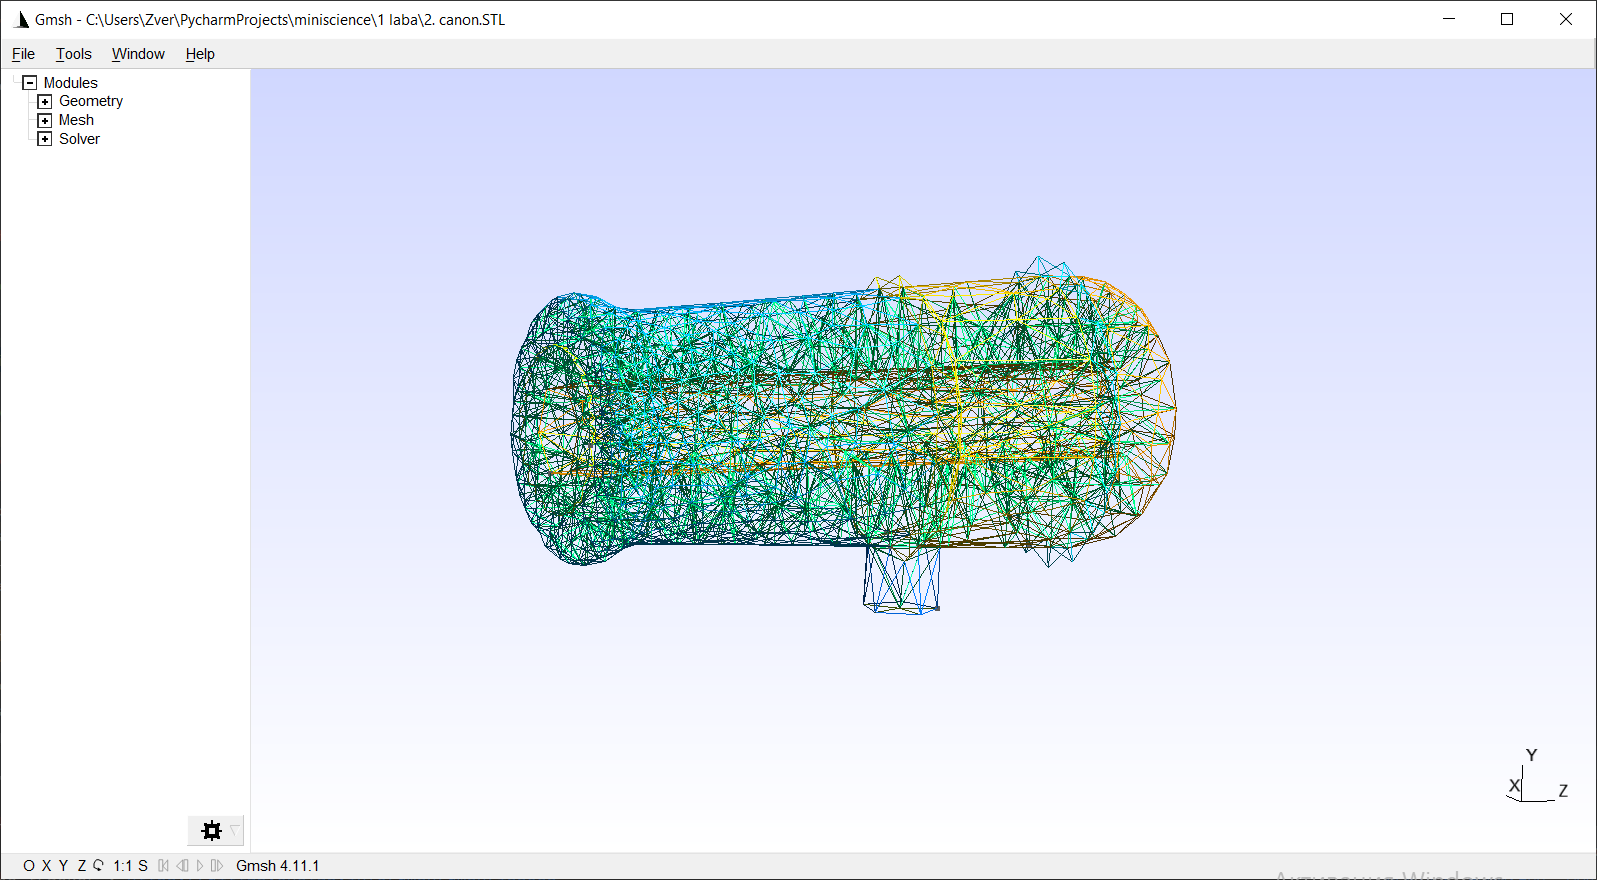 Gmsh - C:\Users\Zver\PycharmProjects\miniscience\1 laba\2. canon.STL
File Tools Window Help
Modules
Geometry
Mesh
Solver
Y
X
Z
O X Y Z 1:1 S Gmsh 4.11.1